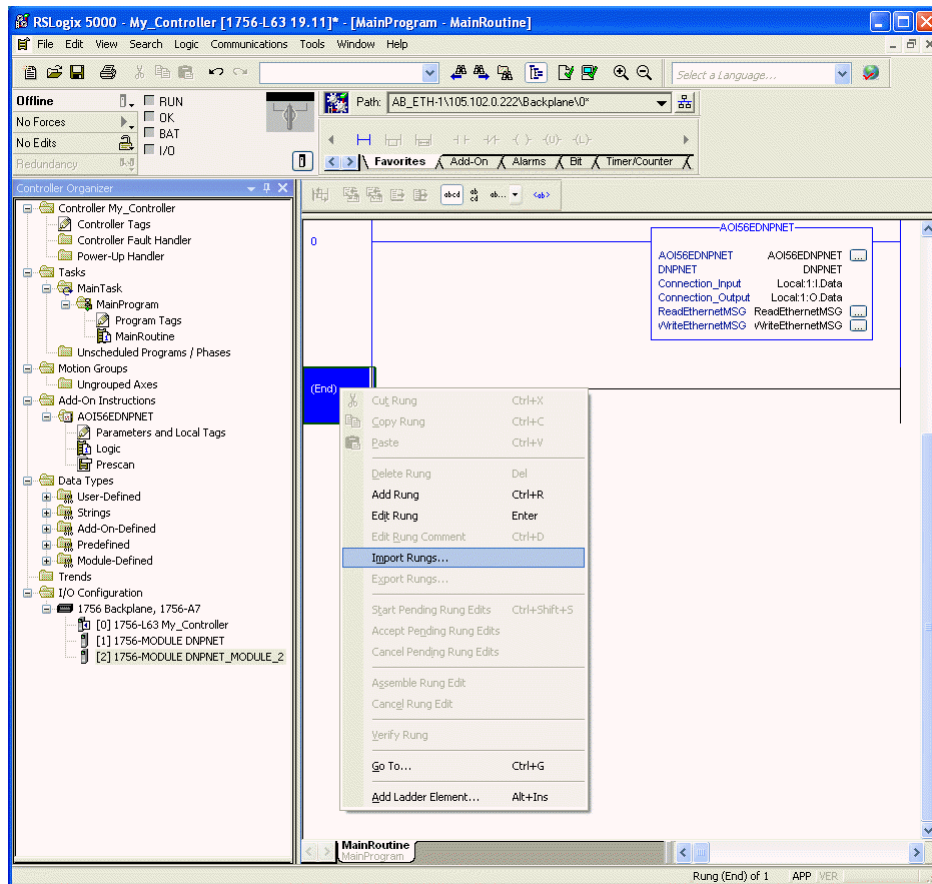 RSLogix 5000 - My_Controller [1756-L63 19.11]* - [MainProgram - MainRoutine]
File Edit View Search Logic Communications Tools Window Help
Select a Language...
Offline
RUN
No Forces
OK
No Edits
BAT
Redundancy
I/O
Path: AB_ETH-1\105.102.0.222\Backplane\0*
Favorites Add-On Alarms Bit Timer/Counter
Controller Organizer
Controller My_Controller
Controller Tags
Controller Fault Handler
Power-Up Handler
Tasks
MainTask
MainProgram
Program Tags
MainRoutine
Unscheduled Programs / Phases
Motion Groups
Ungrouped Axes
Add-On Instructions
AOI56EDNPNET
Parameters and Local Tags
Logic
Prescan
Data Types
User-Defined
Strings
Add-On-Defined
Predefined
Module-Defined
Trends
I/O Configuration
1756 Backplane, 1756-A7
[0] 1756-L63 My_Controller
[1] 1756-MODULE DNPNET
[2] 1756-MODULE DNPNET_MODULE_2
abcd ab cd ab... <ab>
0
AOI56EDNPNET
AOI56EDNPNET AOI56EDNPNET ...
DNPNET DNPNET
Connection_Input Local:1:I.Data
Connection_Output Local:1:O.Data
ReadEthernetMSG ReadEthernetMSG ...
WriteEthernetMSG WriteEthernetMSG ...
(End)
Cut Rung Ctrl+X
Copy Rung Ctrl+C
Paste Ctrl+V
Delete Rung Del
Add Rung Ctrl+R
Edit Rung Enter
Edit Rung Comment Ctrl+D
Import Rungs...
Export Rungs...
Start Pending Rung Edits Ctrl+Shift+S
Accept Pending Rung Edits
Cancel Pending Rung Edits
Assemble Rung Edit
Cancel Rung Edit
Verify Rung
Go To... Ctrl+G
Add Ladder Element... Alt+Ins
MainRoutine
MainProgram
Rung (End) of 1 APP VER